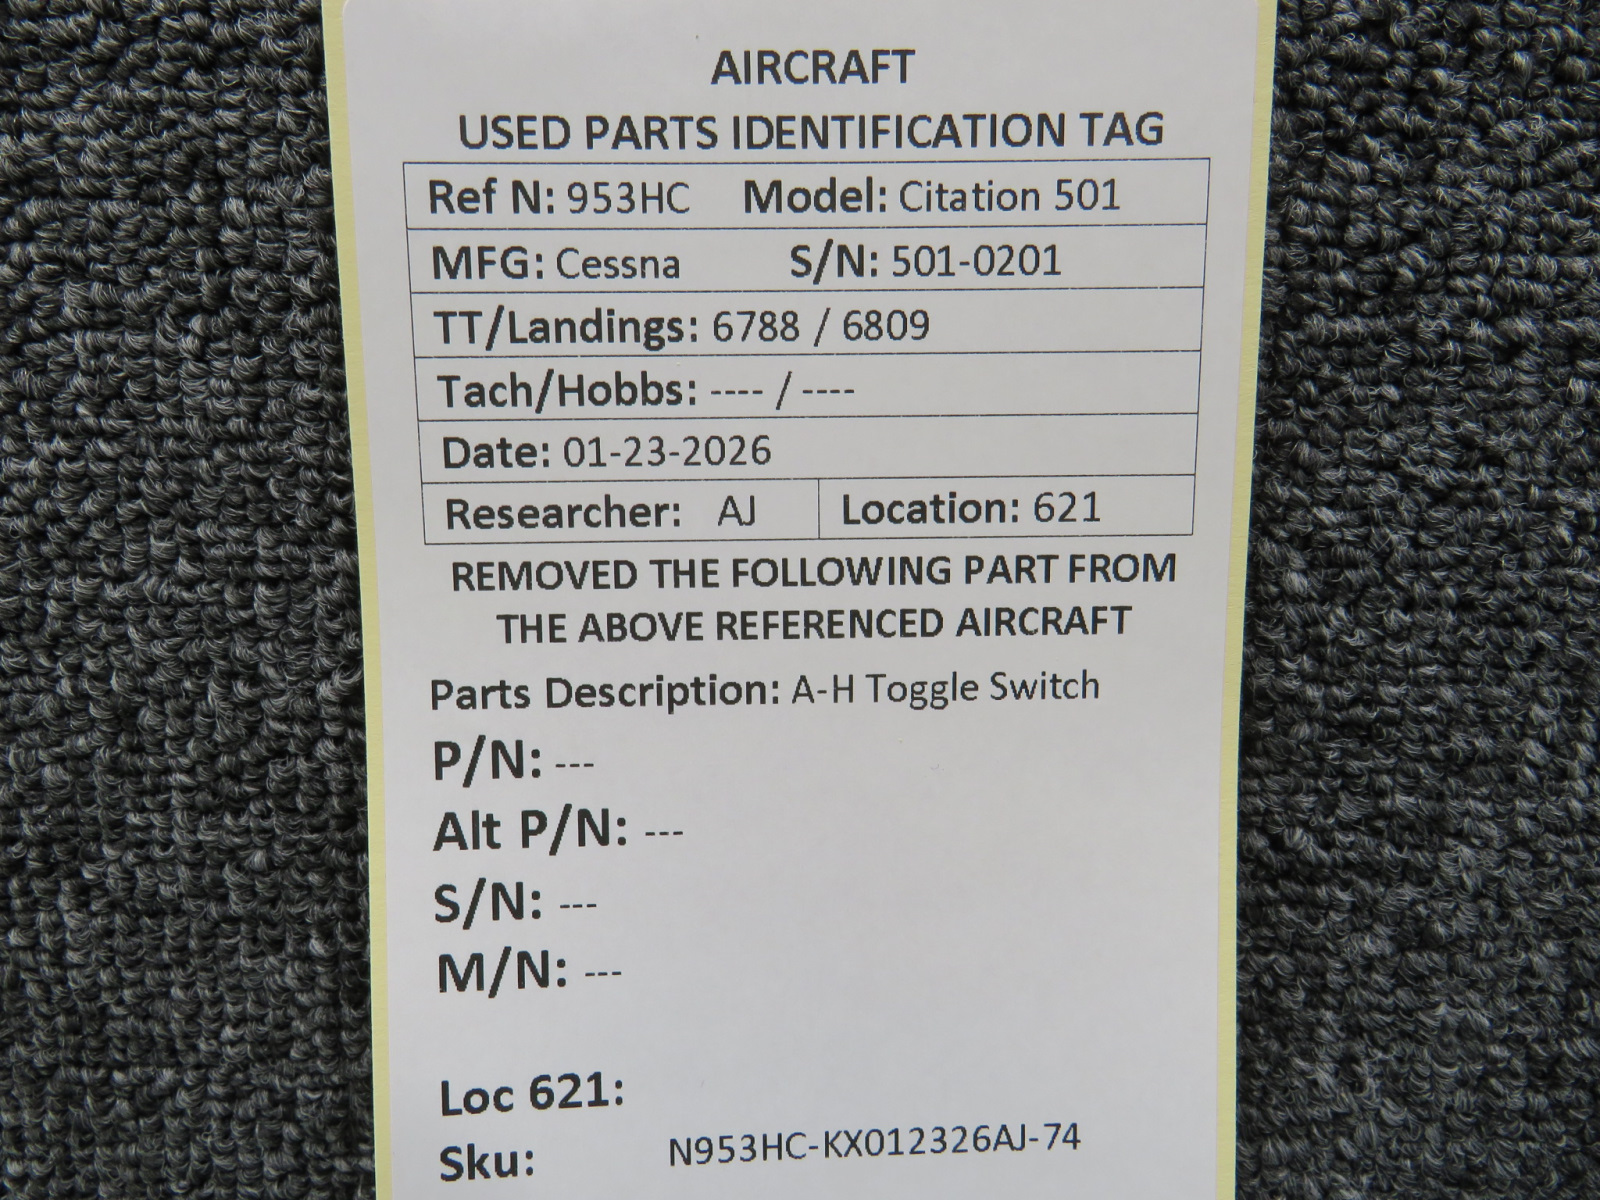 AIRCRAFT
USED PARTS IDENTIFICATION TAG
Ref N: 953HC Model: Citation 501
MFG: Cessna S/N: 501-0201
TT/Landings: 6788 / 6809
Tach/Hobbs: ---- / ----
Date: 01-23-2026
Researcher: AJ Location: 621
REMOVED THE FOLLOWING PART FROM
THE ABOVE REFERENCED AIRCRAFT
Parts Description: A-H Toggle Switch
P/N: ---
Alt P/N: ---
S/N: ---
M/N: ---
Loc 621:
Sku: N953HC-KX012326AJ-74